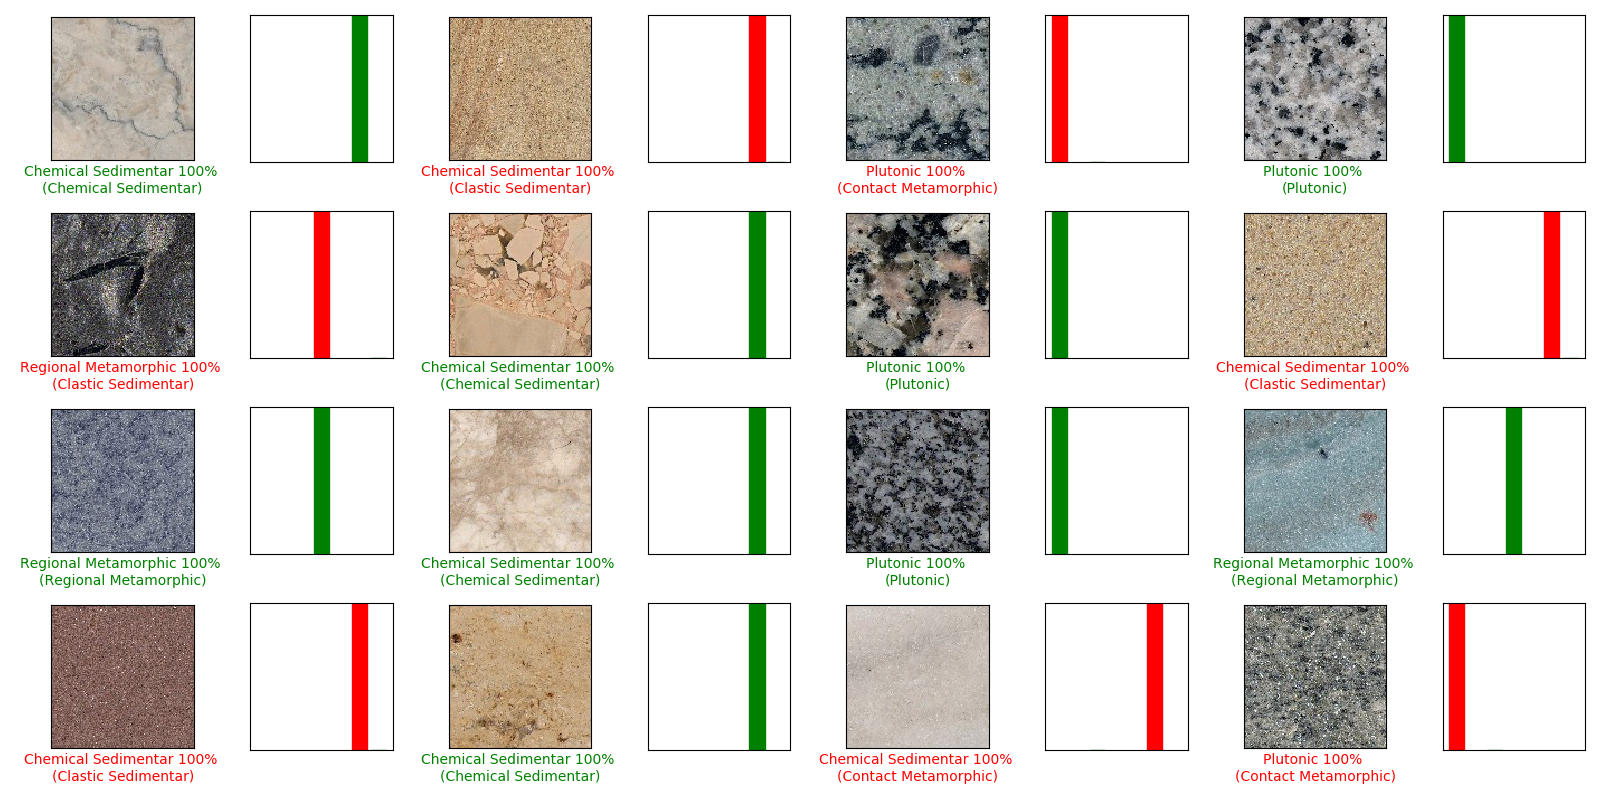 Chemical Sedimentar 100%
(Chemical Sedimentar)
Chemical Sedimentar 100%
(Clastic Sedimentar)
Plutonic 100%
(Contact Metamorphic)
Plutonic 100%
(Plutonic)
Regional Metamorphic 100%
(Clastic Sedimentar)
Chemical Sedimentar 100%
(Chemical Sedimentar)
Plutonic 100%
(Plutonic)
Chemical Sedimentar 100%
(Clastic Sedimentar)
Regional Metamorphic 100%
(Regional Metamorphic)
Chemical Sedimentar 100%
(Chemical Sedimentar)
Plutonic 100%
(Plutonic)
Regional Metamorphic 100%
(Regional Metamorphic)
Chemical Sedimentar 100%
(Clastic Sedimentar)
Chemical Sedimentar 100%
(Chemical Sedimentar)
Chemical Sedimentar 100%
(Contact Metamorphic)
Plutonic 100%
(Contact Metamorphic)